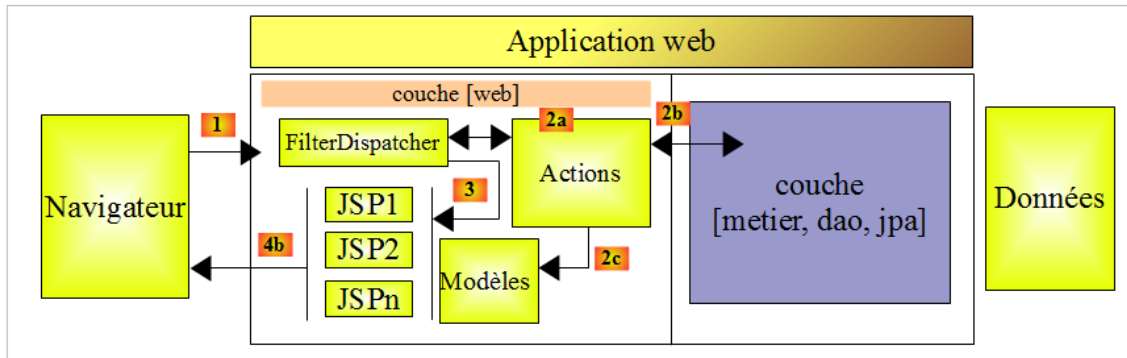 Application web
couche [web]
1
2a
2b
FilterDispatcher
Actions
couche
[metier, dao, jpa]
Navigateur
Données
3
JSP1
JSP2
JSPn
4b
Modèles
2c